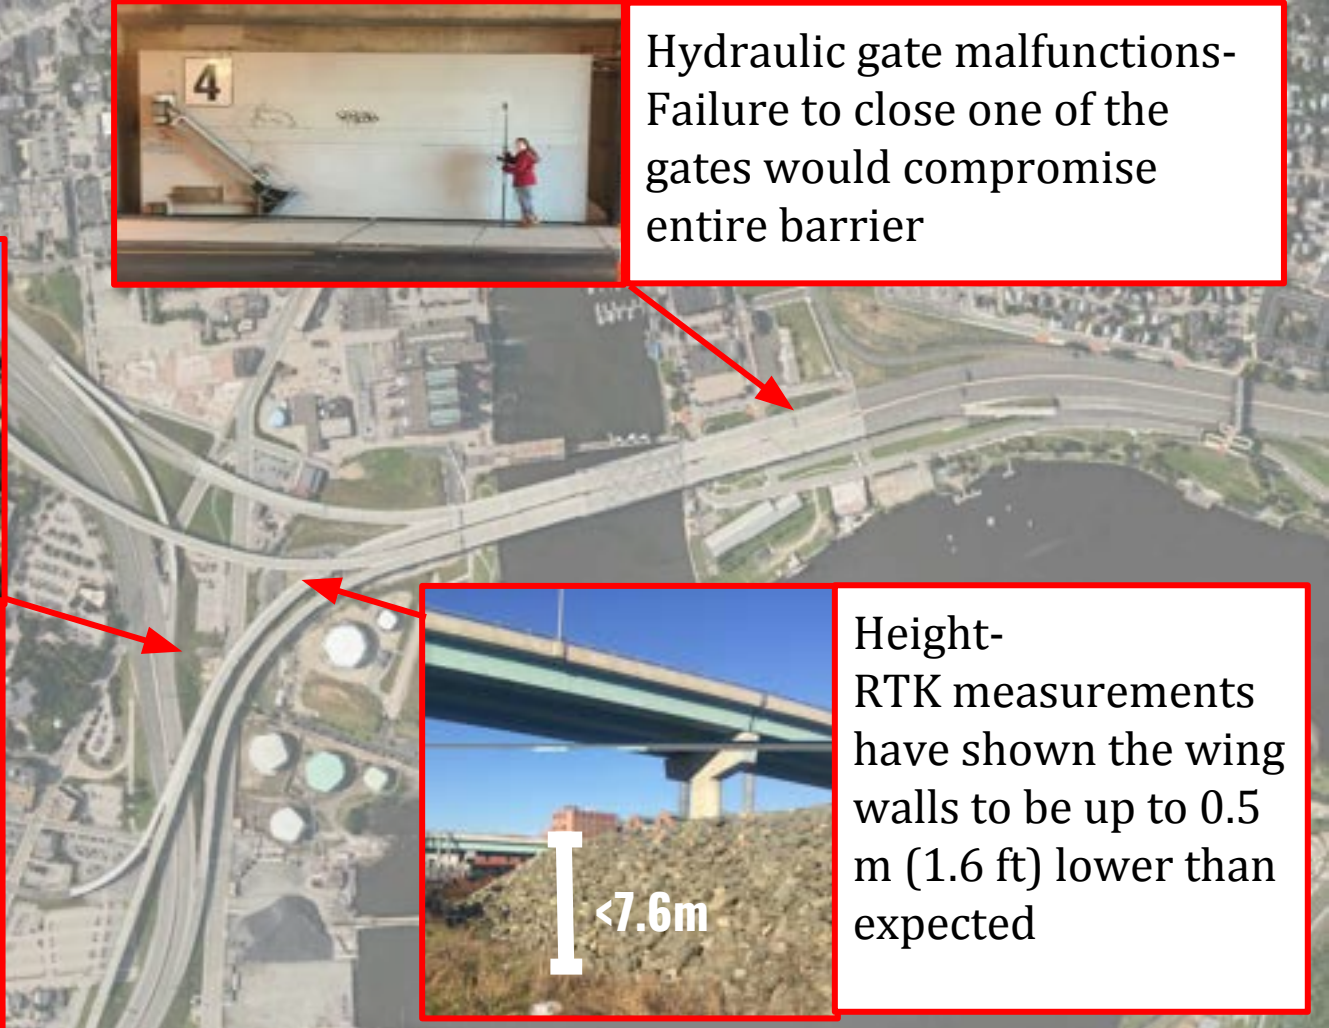 4
Hydraulic gate malfunctions-
Failure to close one of the
gates would compromise
entire barrier
Height-
RTK measurements
have shown the wing
walls to be up to 0.5
m (1.6 ft) lower than
expected
<7.6m